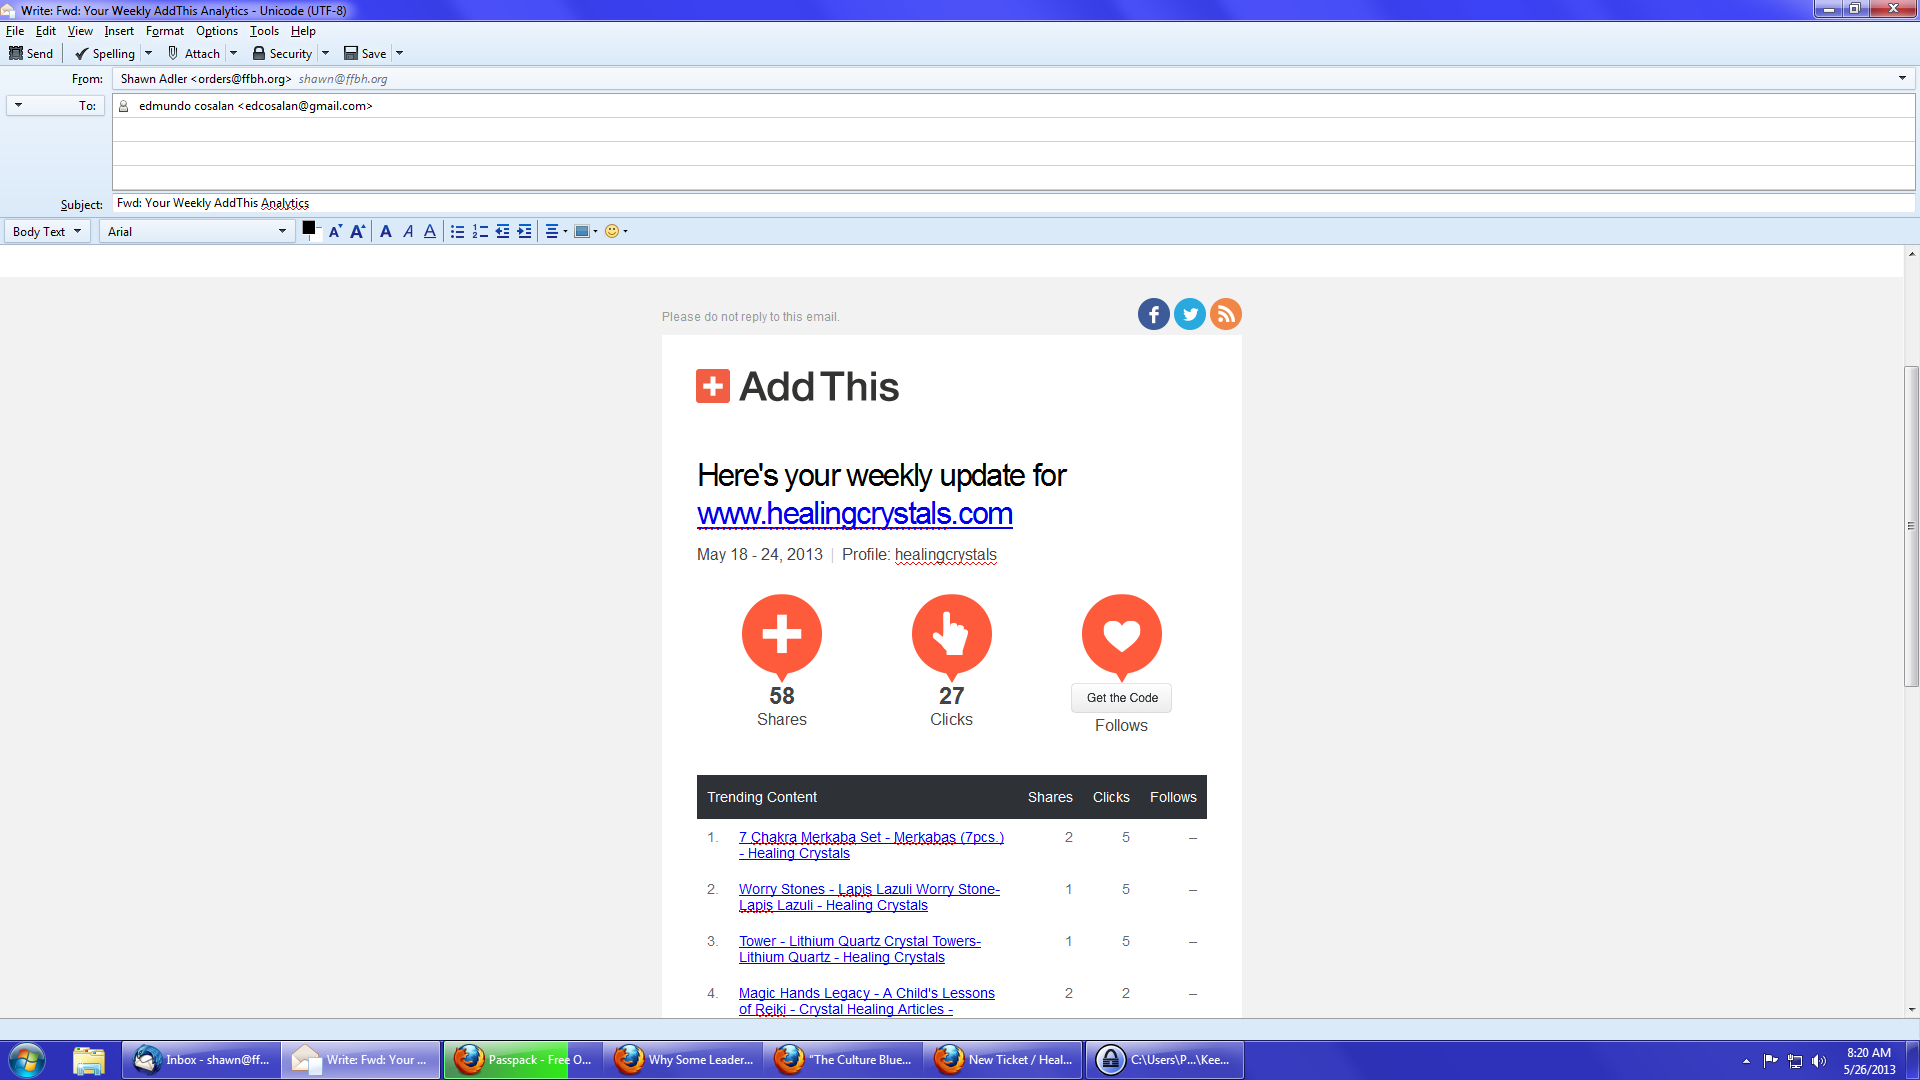 Write: Fwd: Your Weekly AddThis Analytics - Unicode (UTF-8)
File Edit View Insert Format Options Tools Help
Send Spelling Attach Security Save
From: Shawn Adler <orders@ffbh.org> shawn@ffbh.org
To: edmundo cosalan <edcosalan@gmail.com>
Subject: Fwd: Your Weekly AddThis Analytics
Body Text Arial
Please do not reply to this email.
AddThis
Here's your weekly update for
www.healingcrystals.com
May 18 - 24, 2013 | Profile: healingcrystals
58 27 Get the Code
Shares Clicks Follows
Trending Content Shares Clicks Follows
1. 7 Chakra Merkaba Set - Merkabas (7pcs.) 2 5 –
- Healing Crystals
2. Worry Stones - Lapis Lazuli Worry Stone- 1 5 –
Lapis Lazuli - Healing Crystals
3. Tower - Lithium Quartz Crystal Towers- 1 5 –
Lithium Quartz - Healing Crystals
4. Magic Hands Legacy - A Child's Lessons 2 2 –
of Reiki - Crystal Healing Articles -
Inbox - shawn@ff... Write: Fwd: Your ... Passpack - Free O... Why Some Leader... "The Culture Blue... New Ticket / Heal... C:\Users\P...\Kee... 8:20 AM
5/26/2013